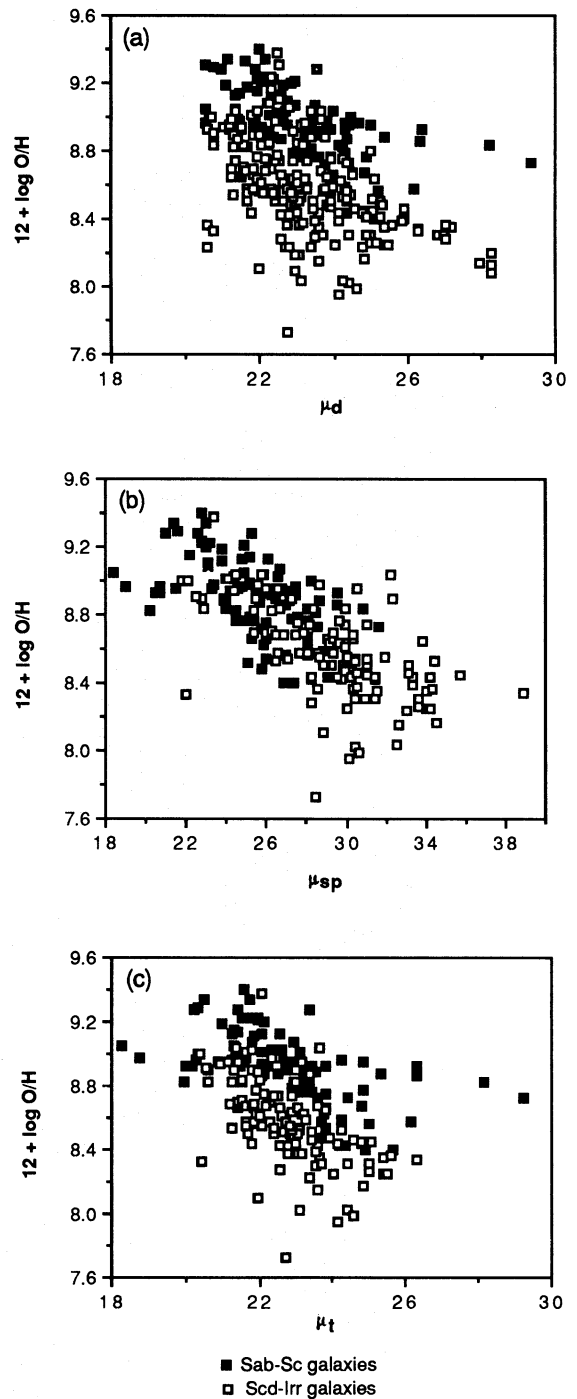 (a)
12 + log O/H
9.6
9.2
8.8
8.4
8.0
7.6
18
22
26
30
μd
(b)
12 + log O/H
9.6
9.2
8.8
8.4
8.0
7.6
18
22
26
30
34
38
μsp
(c)
12 + log O/H
9.6
9.2
8.8
8.4
8.0
7.6
18
22
26
30
μt
Sab-Sc galaxies
Scd-Irr galaxies